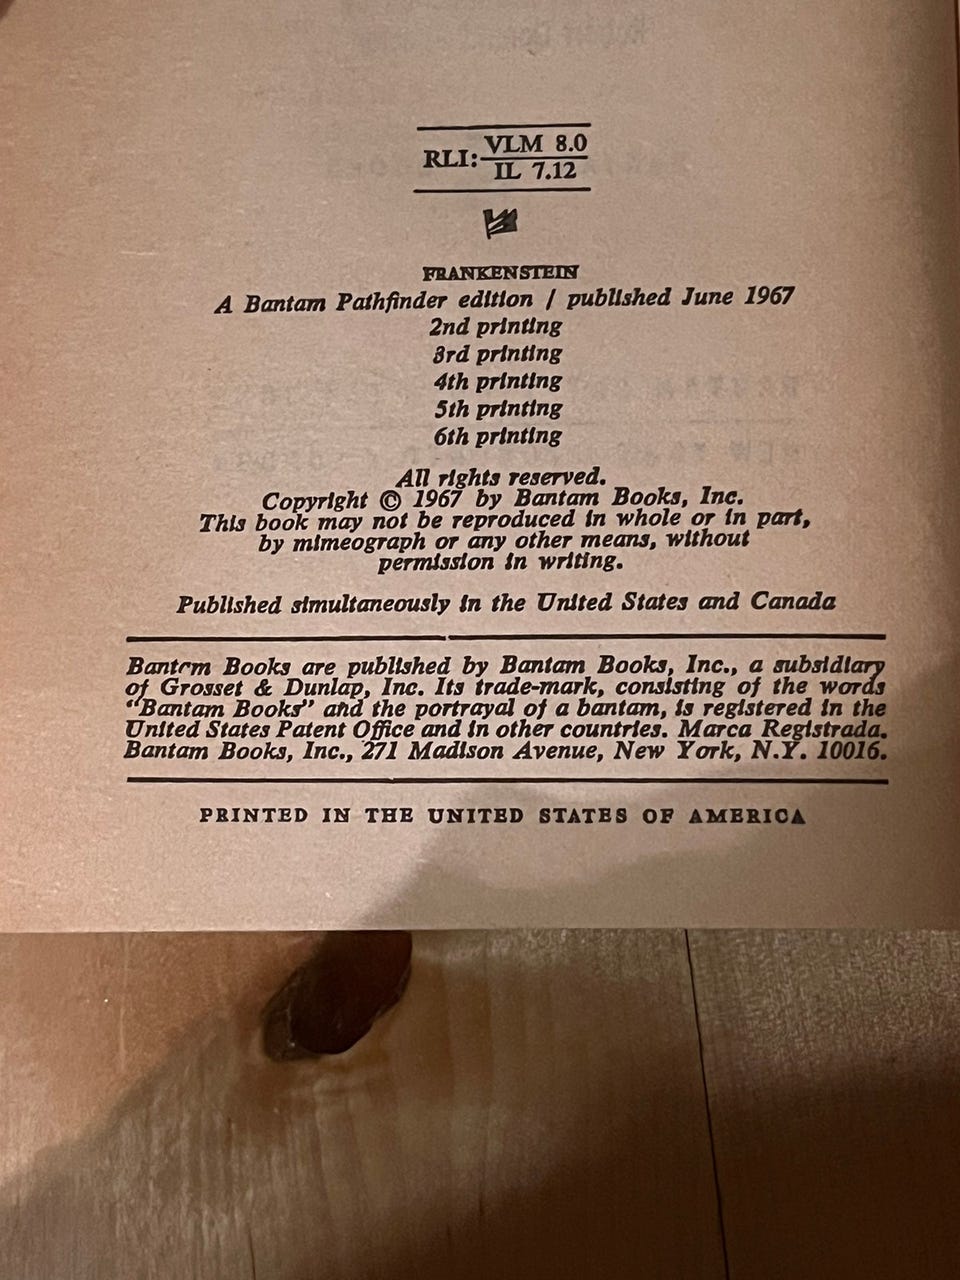 RLI: VLM 8.0
IL 7.12
FRANKENSTEIN
A Bantam Pathfinder edition / published June 1967
2nd printing
3rd printing
4th printing
5th printing
6th printing
All rights reserved.
Copyright © 1967 by Bantam Books, Inc.
This book may not be reproduced in whole or in part,
by mimeograph or any other means, without
permission in writing.
Published simultaneously in the United States and Canada
Bantam Books are published by Bantam Books, Inc., a subsidiary
of Grosset & Dunlap, Inc. Its trade-mark, consisting of the words
"Bantam Books" and the portrayal of a bantam, is registered in the
United States Patent Office and in other countries. Marca Registrada.
Bantam Books, Inc., 271 Madison Avenue, New York, N.Y. 10016.
PRINTED IN THE UNITED STATES OF AMERICA